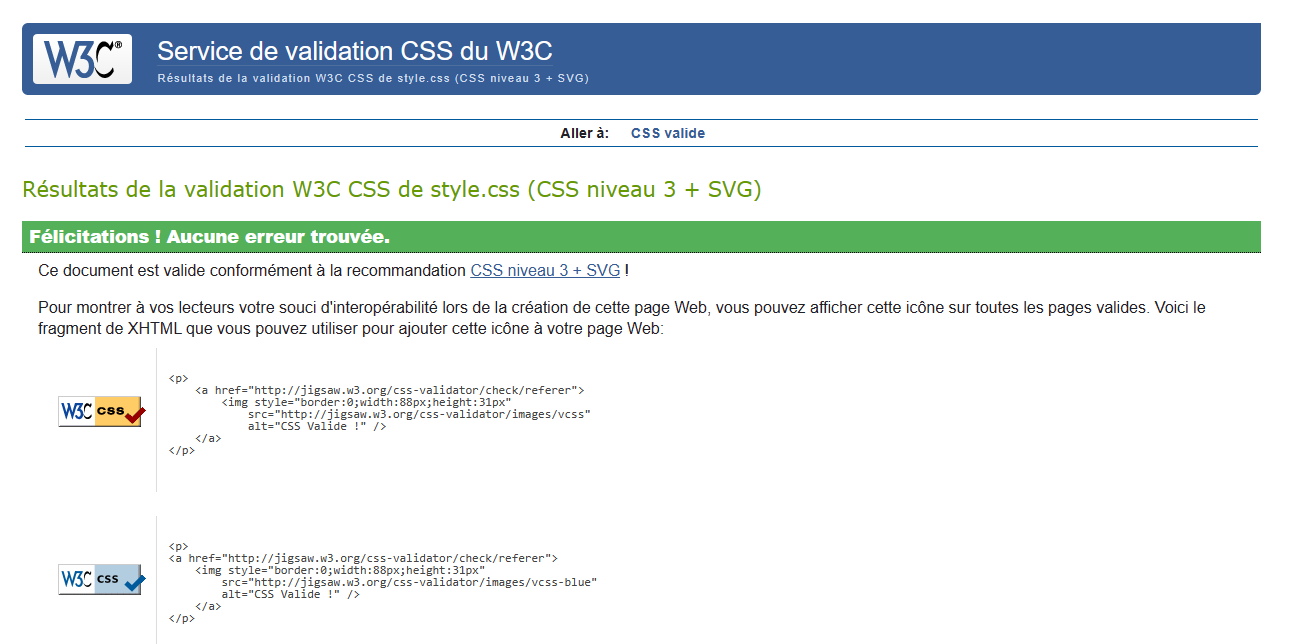 W3C®
Service de validation CSS du W3C
Résultats de la validation W3C CSS de style.css (CSS niveau 3 + SVG)
Aller à: CSS valide
Résultats de la validation W3C CSS de style.css (CSS niveau 3 + SVG)
Félicitations ! Aucune erreur trouvée.
Ce document est valide conformément à la recommandation CSS niveau 3 + SVG !
Pour montrer à vos lecteurs votre souci d'interopérabilité lors de la création de cette page Web, vous pouvez afficher cette icône sur toutes les pages valides. Voici le
fragment de XHTML que vous pouvez utiliser pour ajouter cette icône à votre page Web:
W3C css
<p>
    <a href="http://jigsaw.w3.org/css-validator/check/referer">
        <img style="border:0;width:88px;height:31px"
            src="http://jigsaw.w3.org/css-validator/images/vcss"
            alt="CSS Valide !" />
    </a>
</p>
W3C css
<p>
<a href="http://jigsaw.w3.org/css-validator/check/referer">
    <img style="border:0;width:88px;height:31px"
        src="http://jigsaw.w3.org/css-validator/images/vcss-blue"
        alt="CSS Valide !" />
    </a>
</p>